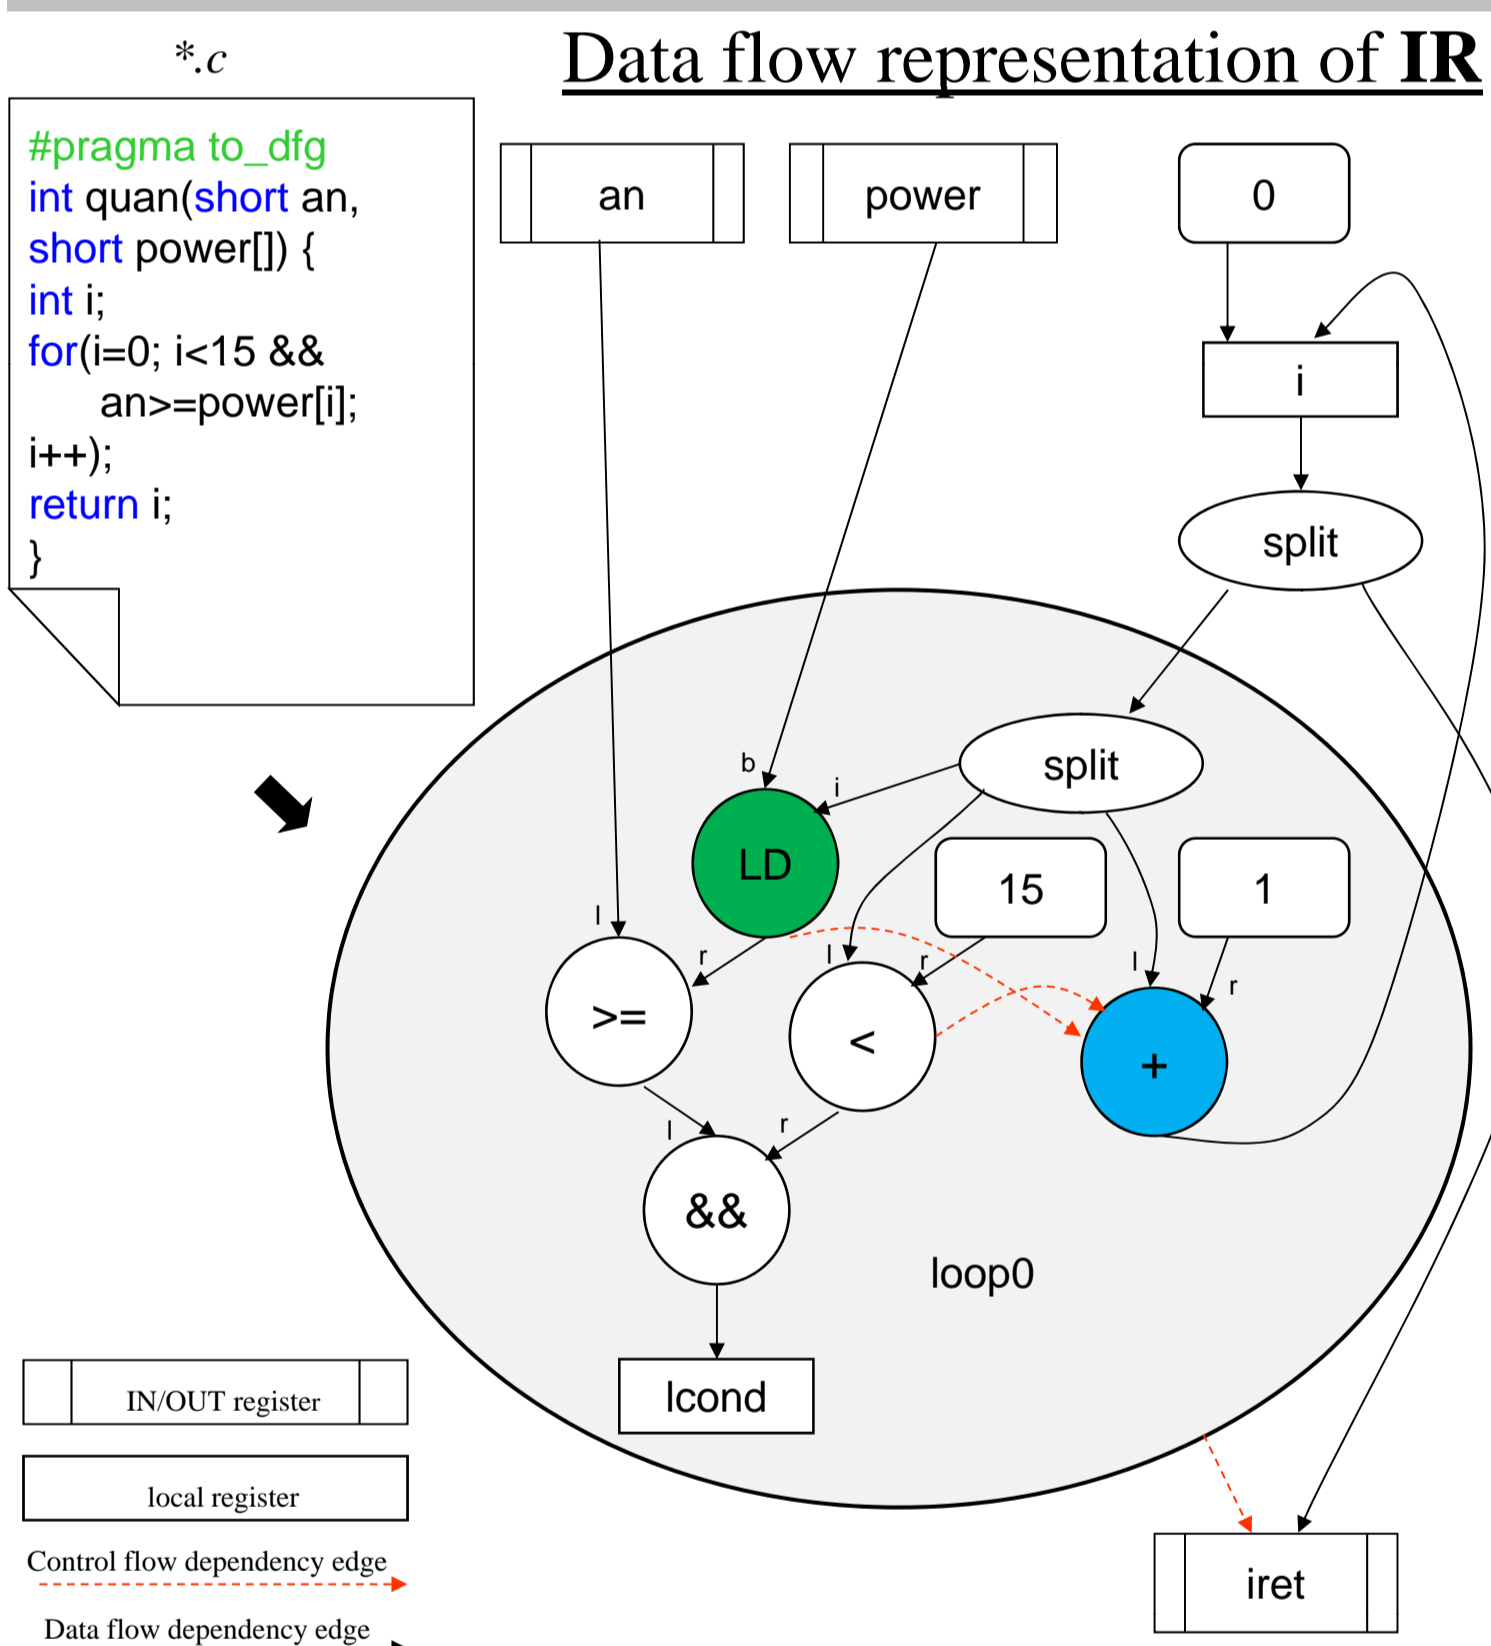 *.c
Data flow representation of IR
#pragma to_dfg
int quan(short an,
short power[]) {
int i;
for(i=0; i<15 &&
an>=power[i];
i++);
return i;
}
an
power
0
i
split
split
b
i
LD
15
1
l
r
l
r
l
r
>=
<
+
l
r
&&
loop0
lcond
IN/OUT register
local register
Control flow dependency edge
Data flow dependency edge
iret